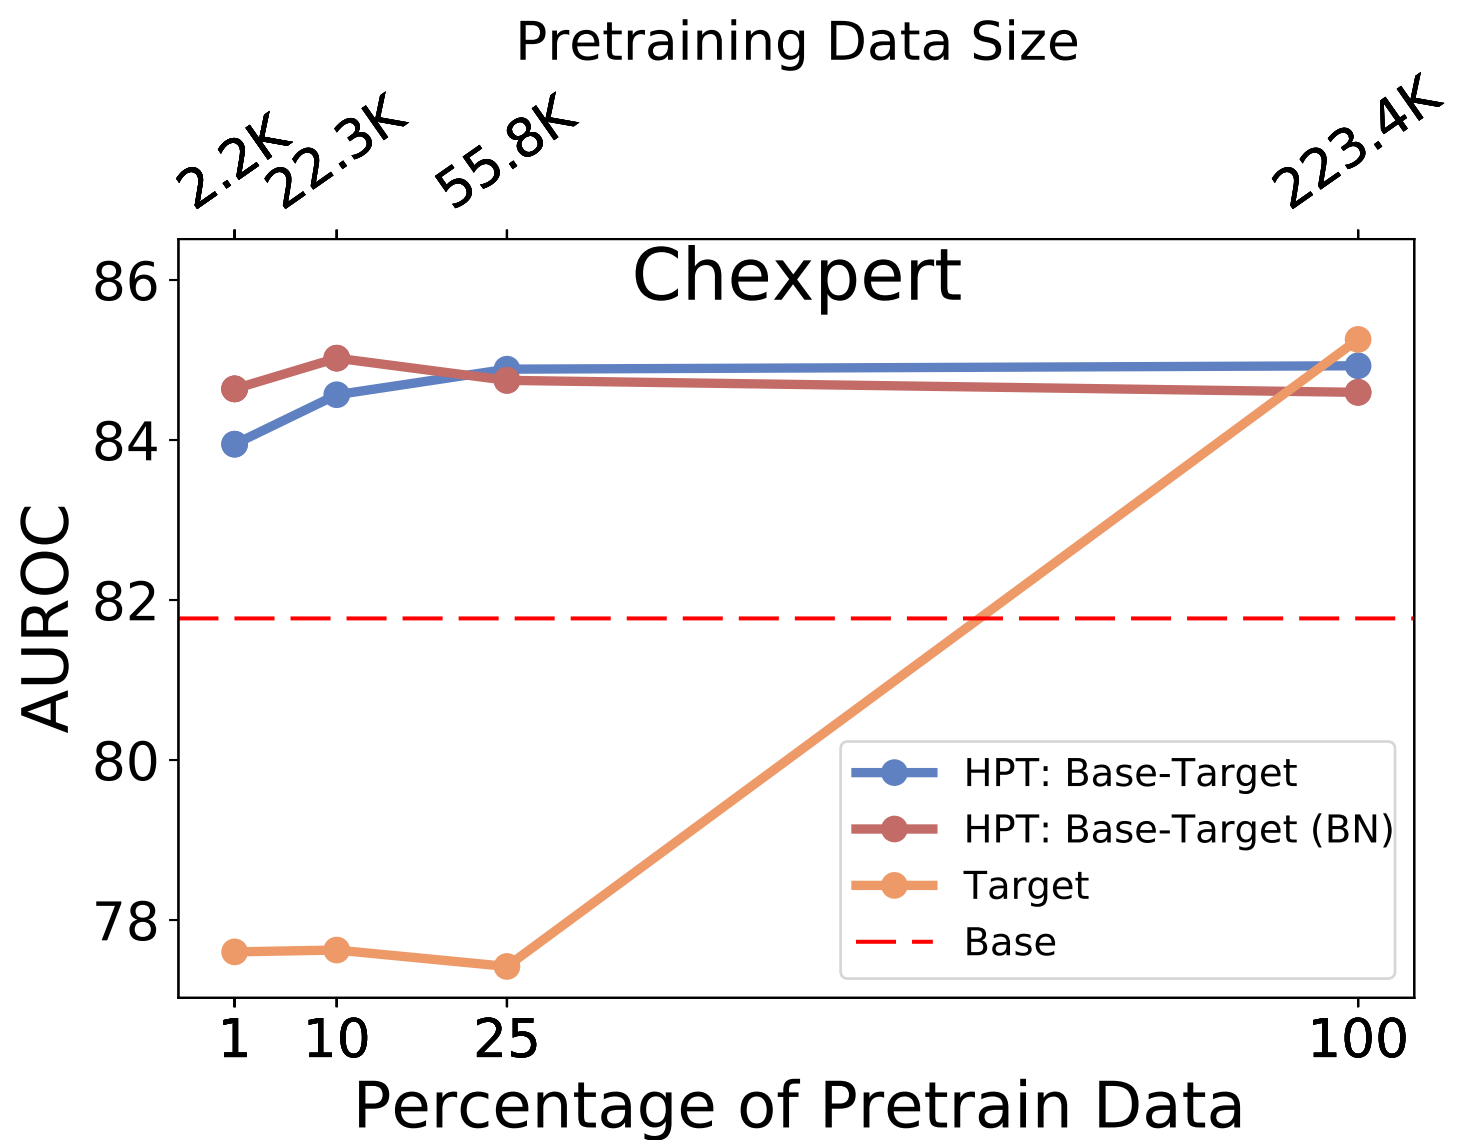 Pretraining Data Size
2.2K 22.3K 55.8K 223.4K
Chexpert
86
84
82
80
78
AUROC
HPT: Base-Target
HPT: Base-Target (BN)
Target
Base
1 10 25 100
Percentage of Pretrain Data